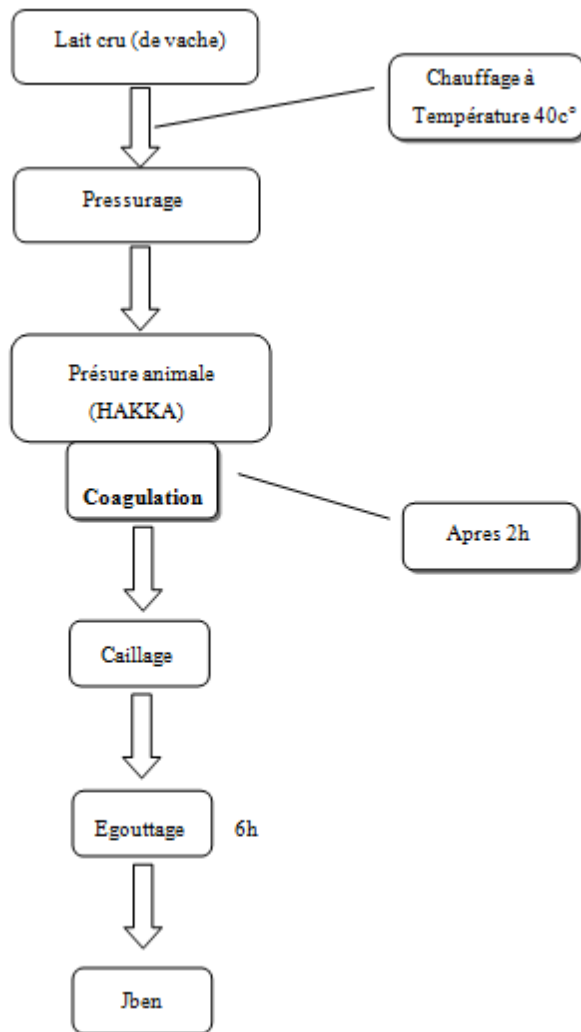 Lait cru (de vache)
Chauffage à
Température 40c°
Pressurage
Présure animale
(HAKKA)
Coagulation
Apres 2h
Caillage
Egouttage
6h
Jben